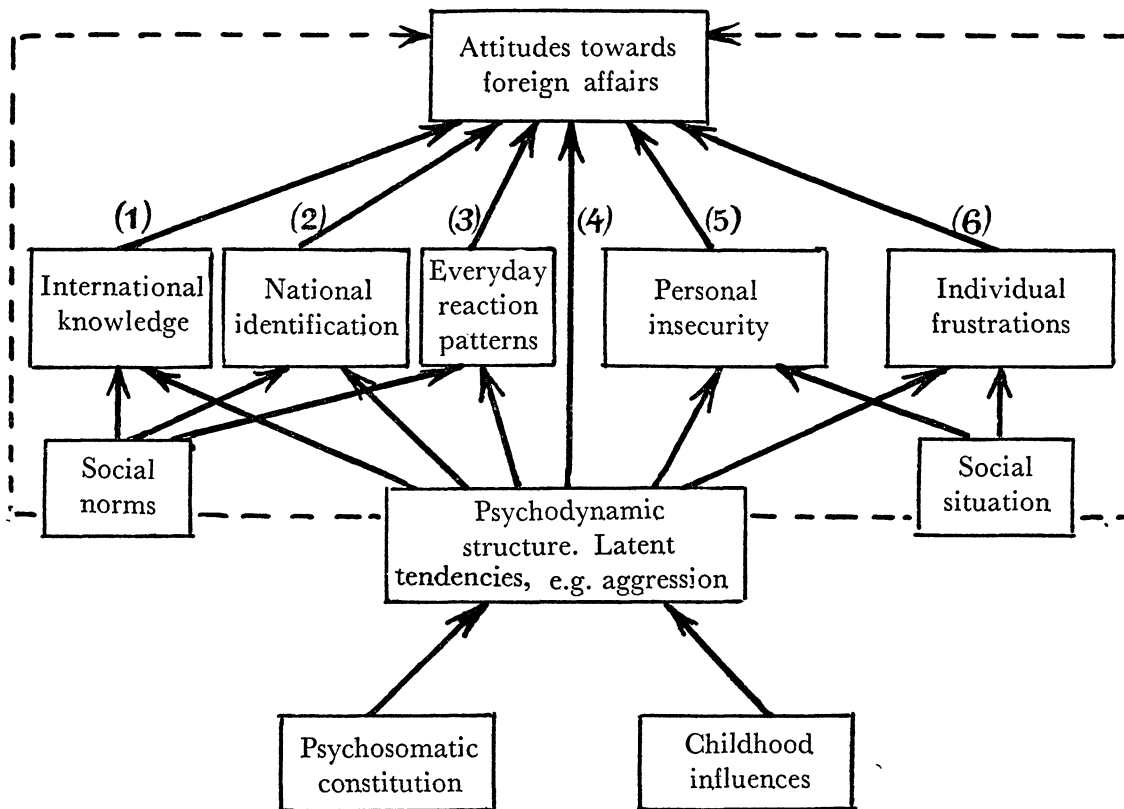 Attitudes towards
foreign affairs
(1)
(2)
(3)
(4)
(5)
(6)
International
knowledge
National
identification
Everyday
reaction
patterns
Personal
insecurity
Individual
frustrations
Social
norms
Psychodynamic
structure. Latent
tendencies, e.g. aggression
Social
situation
Psychosomatic
constitution
Childhood
influences